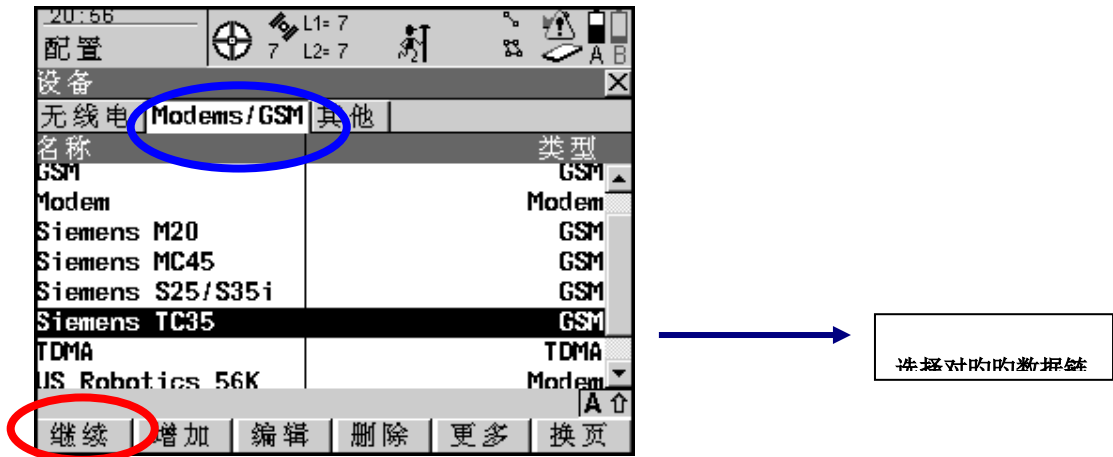 20:56
配置
7
L1= 7
L2= 7
A B
设备
无线电 Modems/GSM 其他
名称 类型
GSM GSM
Modem Modem
Siemens M20 GSM
Siemens MC45 GSM
Siemens S25/S35i GSM
Siemens TC35 GSM
TDMA TDMA
US Robotics 56K Modem
A
继续 增加 编辑 删除 更多 换页
选择对的的数据链